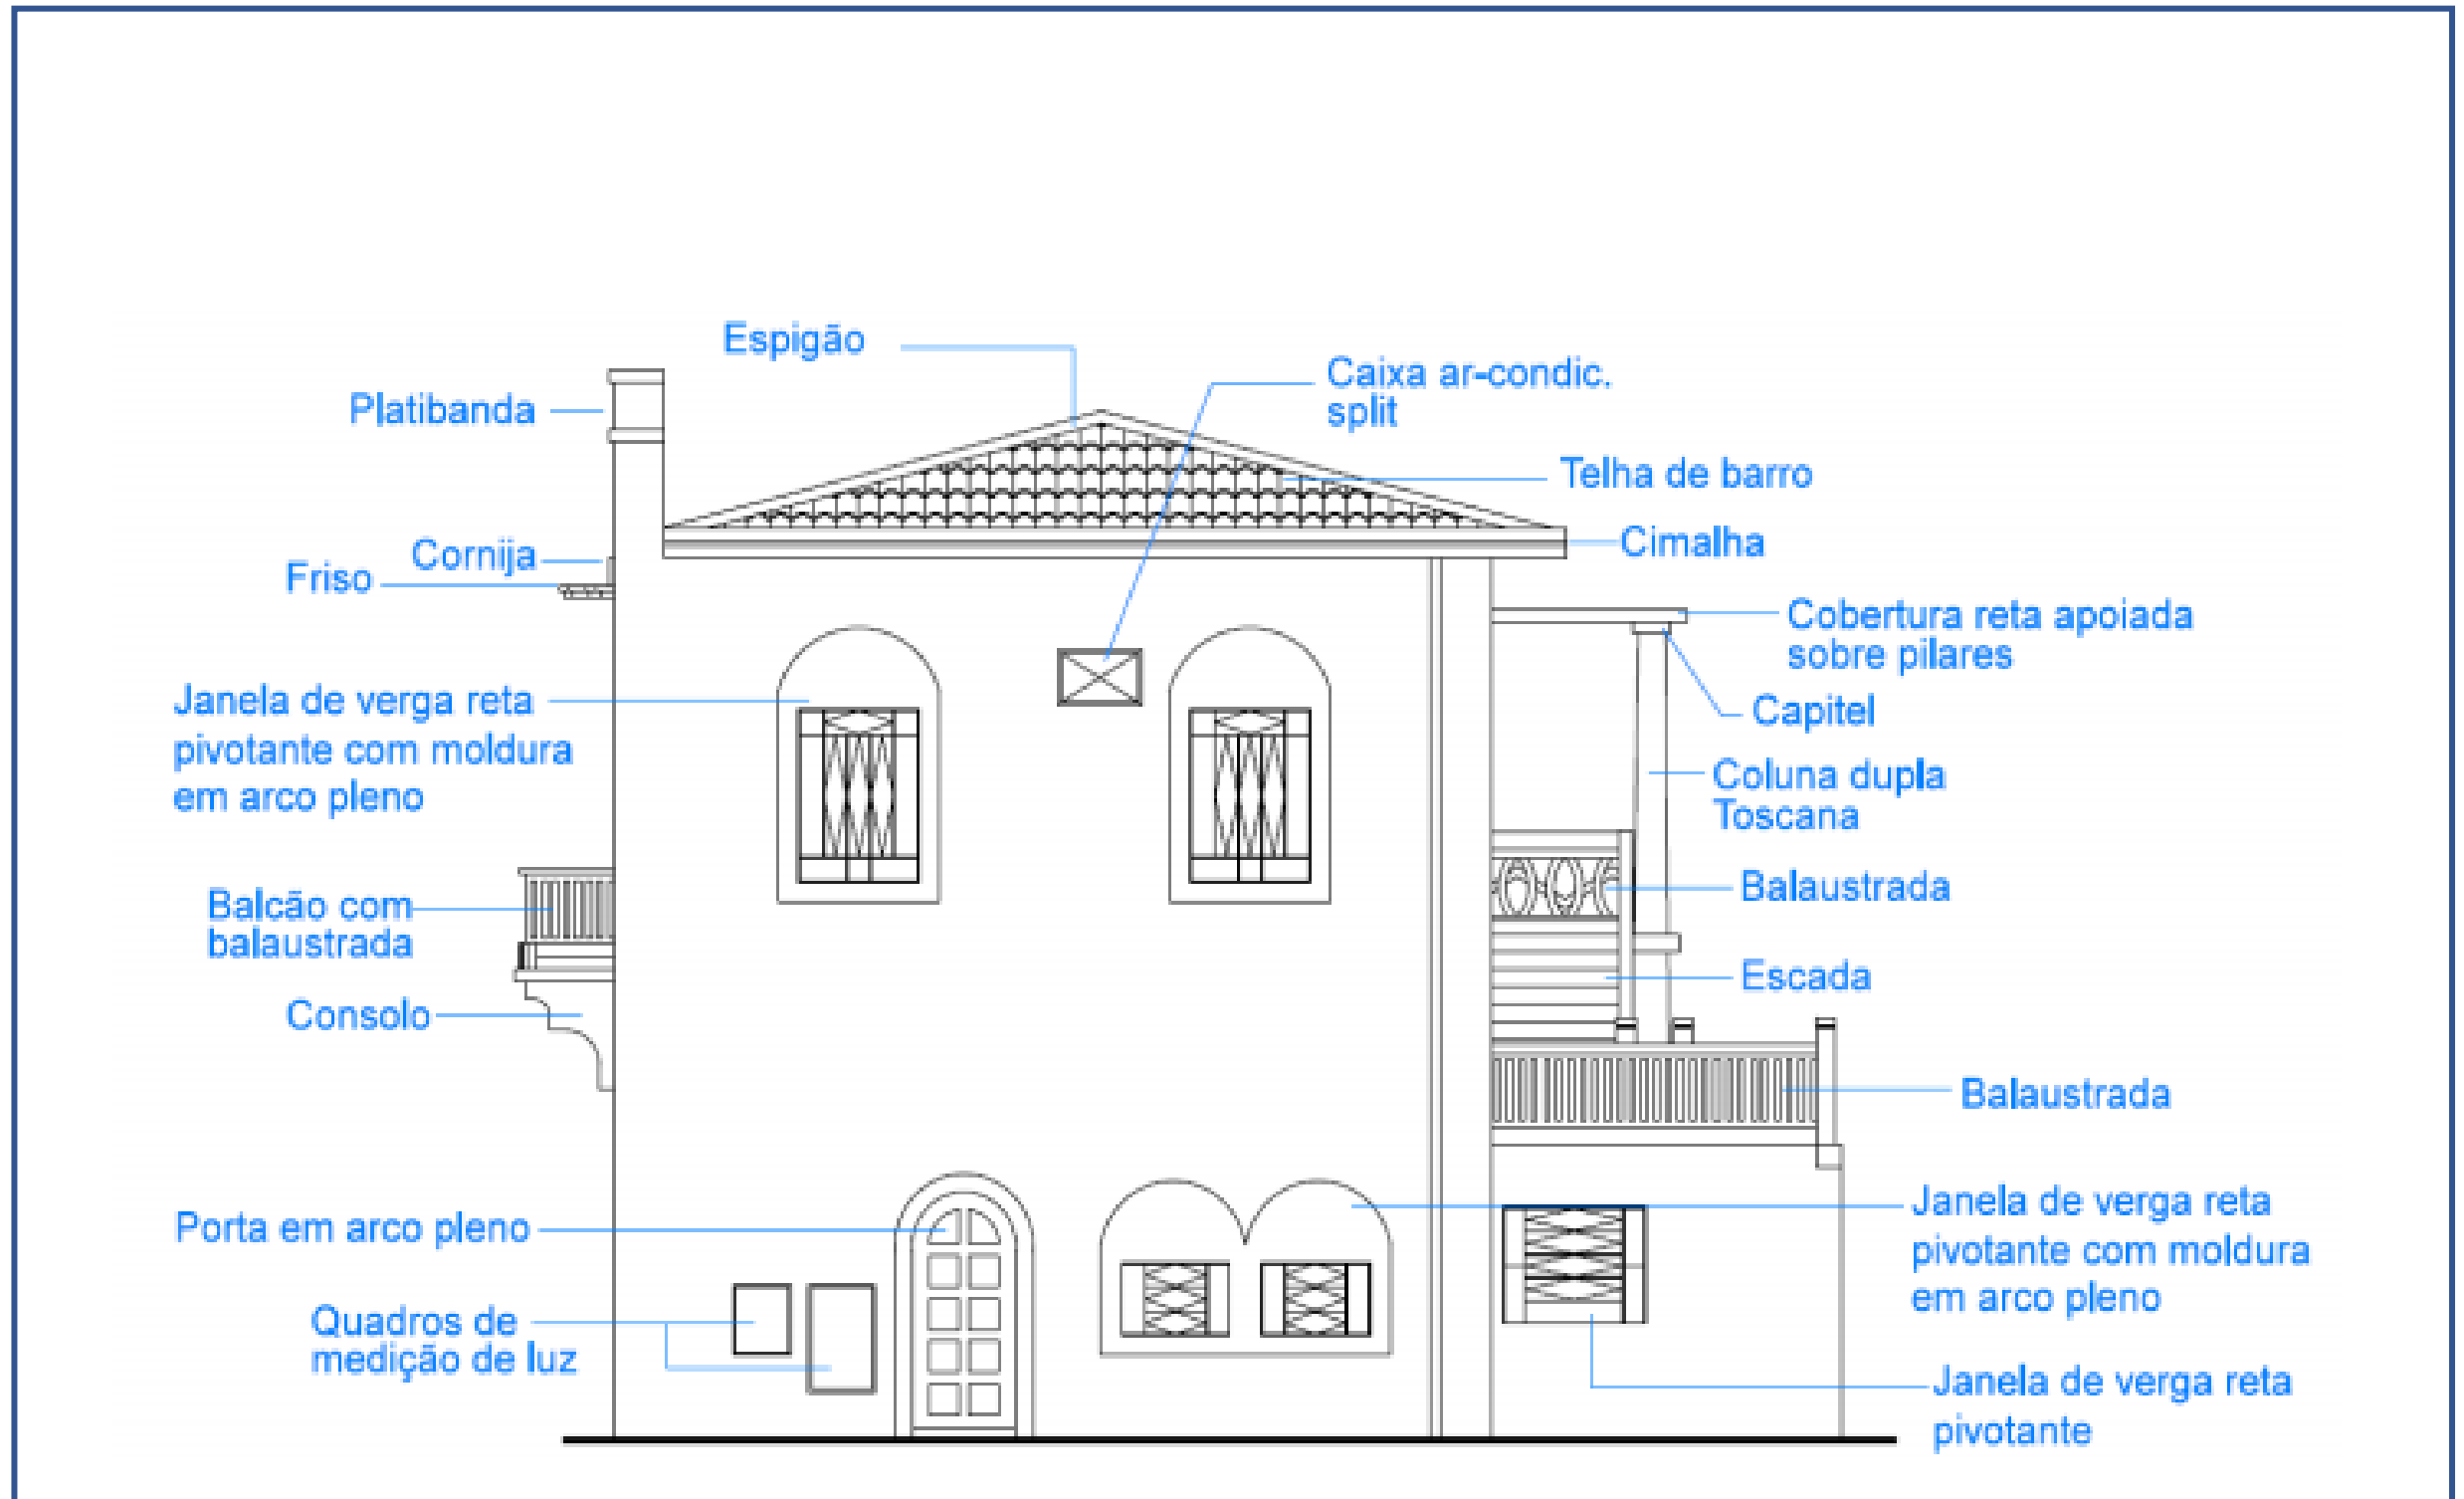 Espigão
Caixa ar-condic.
split
Platibanda
Telha de barro
Cimalha
Cornija
Friso
Cobertura reta apoiada
sobre pilares
Janela de verga reta
pivotante com moldura
em arco pleno
Capitel
Coluna dupla
Toscana
Balaustrada
Balcão com
balaustrada
Escada
Consolo
Balaustrada
Porta em arco pleno
Janela de verga reta
pivotante com moldura
em arco pleno
Quadros de
medição de luz
Janela de verga reta
pivotante